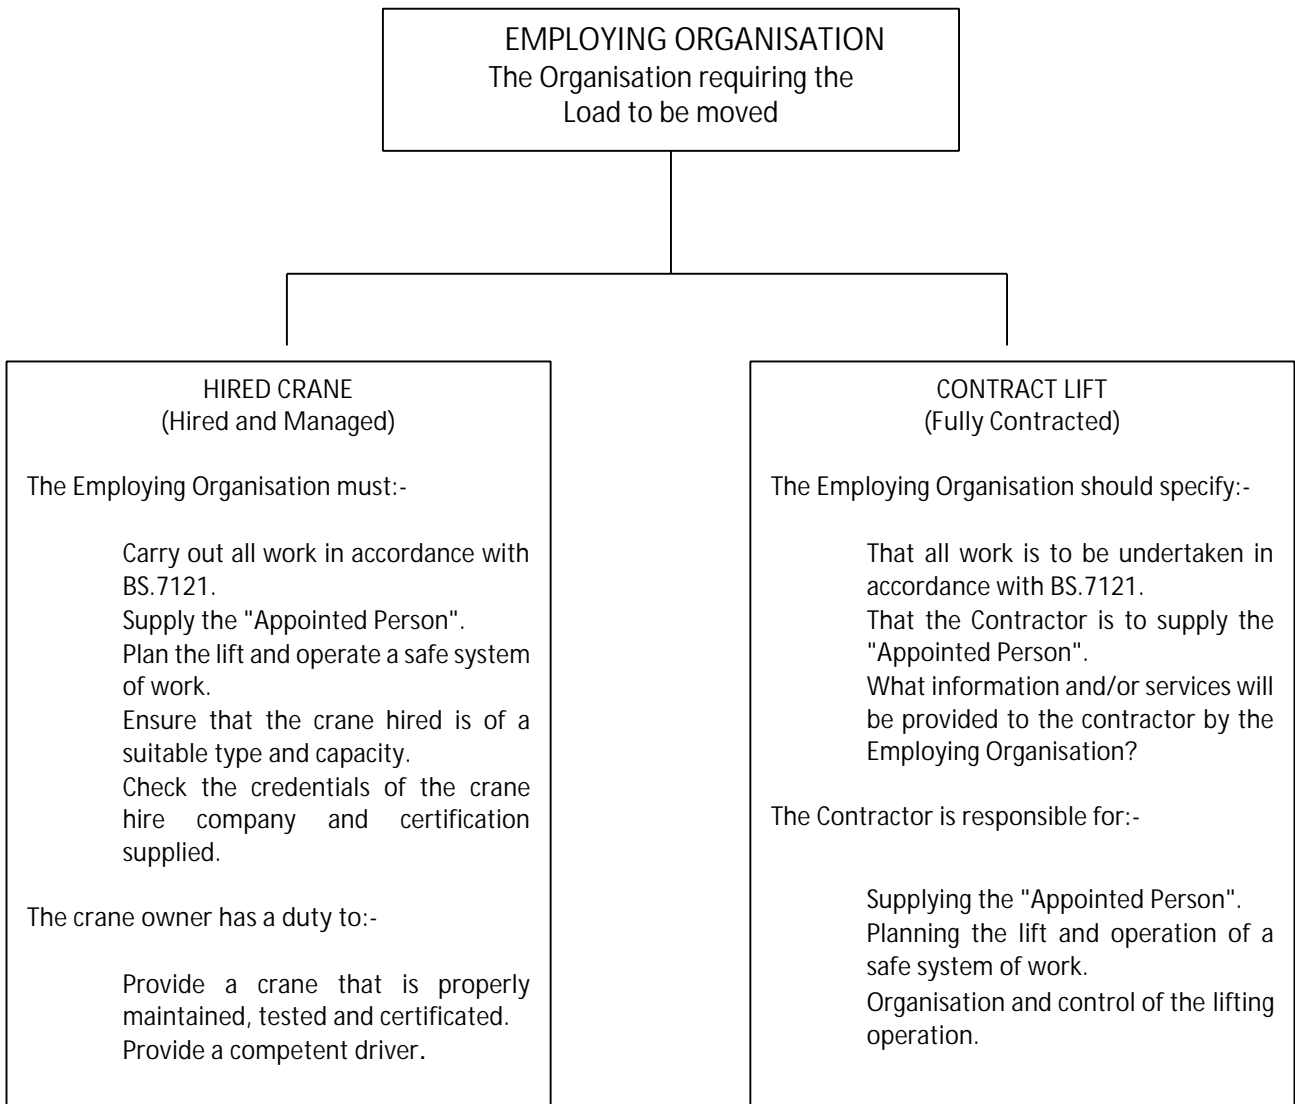 EMPLOYING ORGANISATION
The Organisation requiring the
Load to be moved
HIRED CRANE
(Hired and Managed)
The Employing Organisation must:-
Carry out all work in accordance with
BS.7121.
Supply the "Appointed Person".
Plan the lift and operate a safe system
of work.
Ensure that the crane hired is of a
suitable type and capacity.
Check the credentials of the crane
hire company and certification
supplied.
The crane owner has a duty to:-
Provide a crane that is properly
maintained, tested and certificated.
Provide a competent driver.
CONTRACT LIFT
(Fully Contracted)
The Employing Organisation should specify:-
That all work is to be undertaken in
accordance with BS.7121.
That the Contractor is to supply the
"Appointed Person".
What information and/or services will
be provided to the contractor by the
Employing Organisation?
The Contractor is responsible for:-
Supplying the "Appointed Person".
Planning the lift and operation of a
safe system of work.
Organisation and control of the lifting
operation.